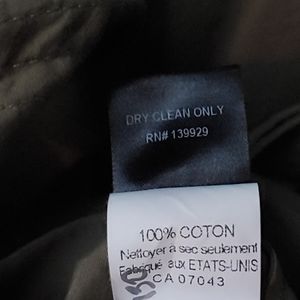 DRY CLEAN ONLY
RN# 139929
100% COTON
Nettoyer a sec seulement
Fabriqué aux ETATS-UNIS
CA 07043